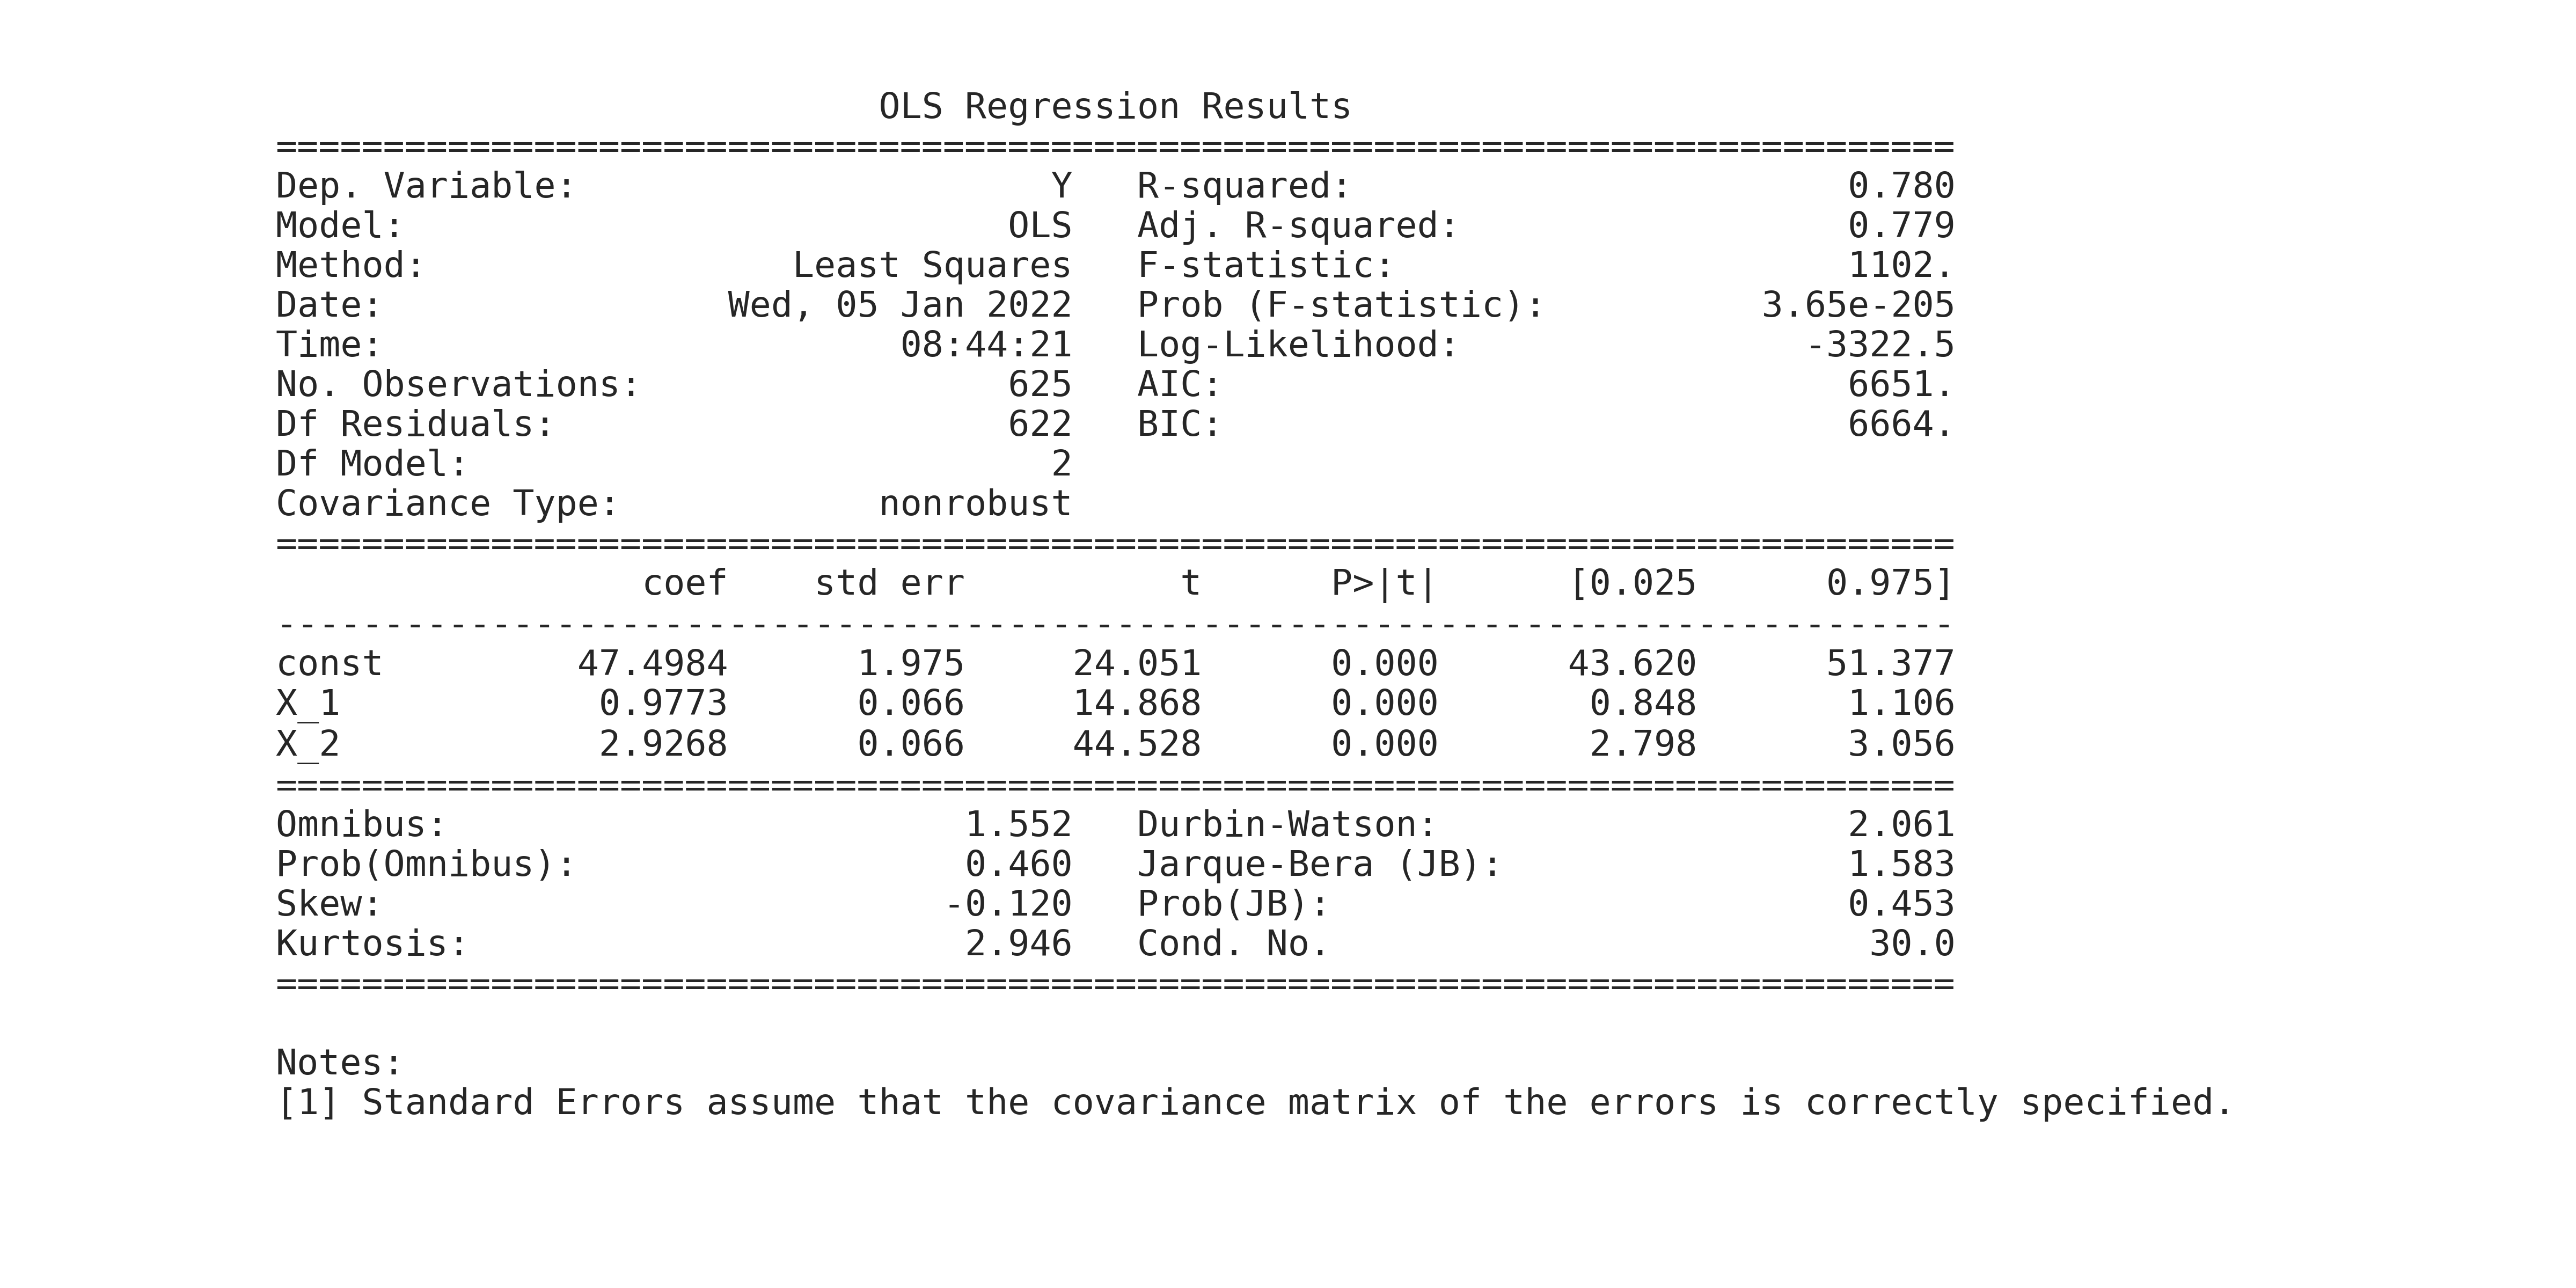 OLS Regression Results
==============================================================================
Dep. Variable:                      Y   R-squared:                       0.780
Model:                            OLS   Adj. R-squared:                  0.779
Method:                 Least Squares   F-statistic:                     1102.
Date:                Wed, 05 Jan 2022   Prob (F-statistic):          3.65e-205
Time:                        08:44:21   Log-Likelihood:                -3322.5
No. Observations:                 625   AIC:                             6651.
Df Residuals:                     622   BIC:                             6664.
Df Model:                           2
Covariance Type:            nonrobust
==============================================================================
                 coef    std err          t      P>|t|      [0.025      0.975]
------------------------------------------------------------------------------
const         47.4984      1.975     24.051      0.000      43.620      51.377
X_1            0.9773      0.066     14.868      0.000       0.848       1.106
X_2            2.9268      0.066     44.528      0.000       2.798       3.056
==============================================================================
Omnibus:                        1.552   Durbin-Watson:                   2.061
Prob(Omnibus):                  0.460   Jarque-Bera (JB):                1.583
Skew:                          -0.120   Prob(JB):                        0.453
Kurtosis:                       2.946   Cond. No.                         30.0
==============================================================================
Notes:
[1] Standard Errors assume that the covariance matrix of the errors is correctly specified.